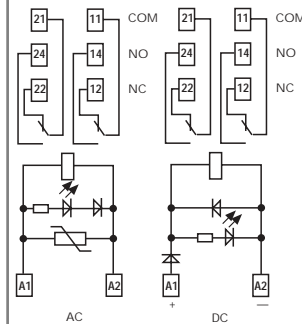 21 11 COM 21 11 COM
24 14 NO 24 14 NO
22 12 NC 22 12 NC
A1 A2 A1 A2
+ —
AC DC